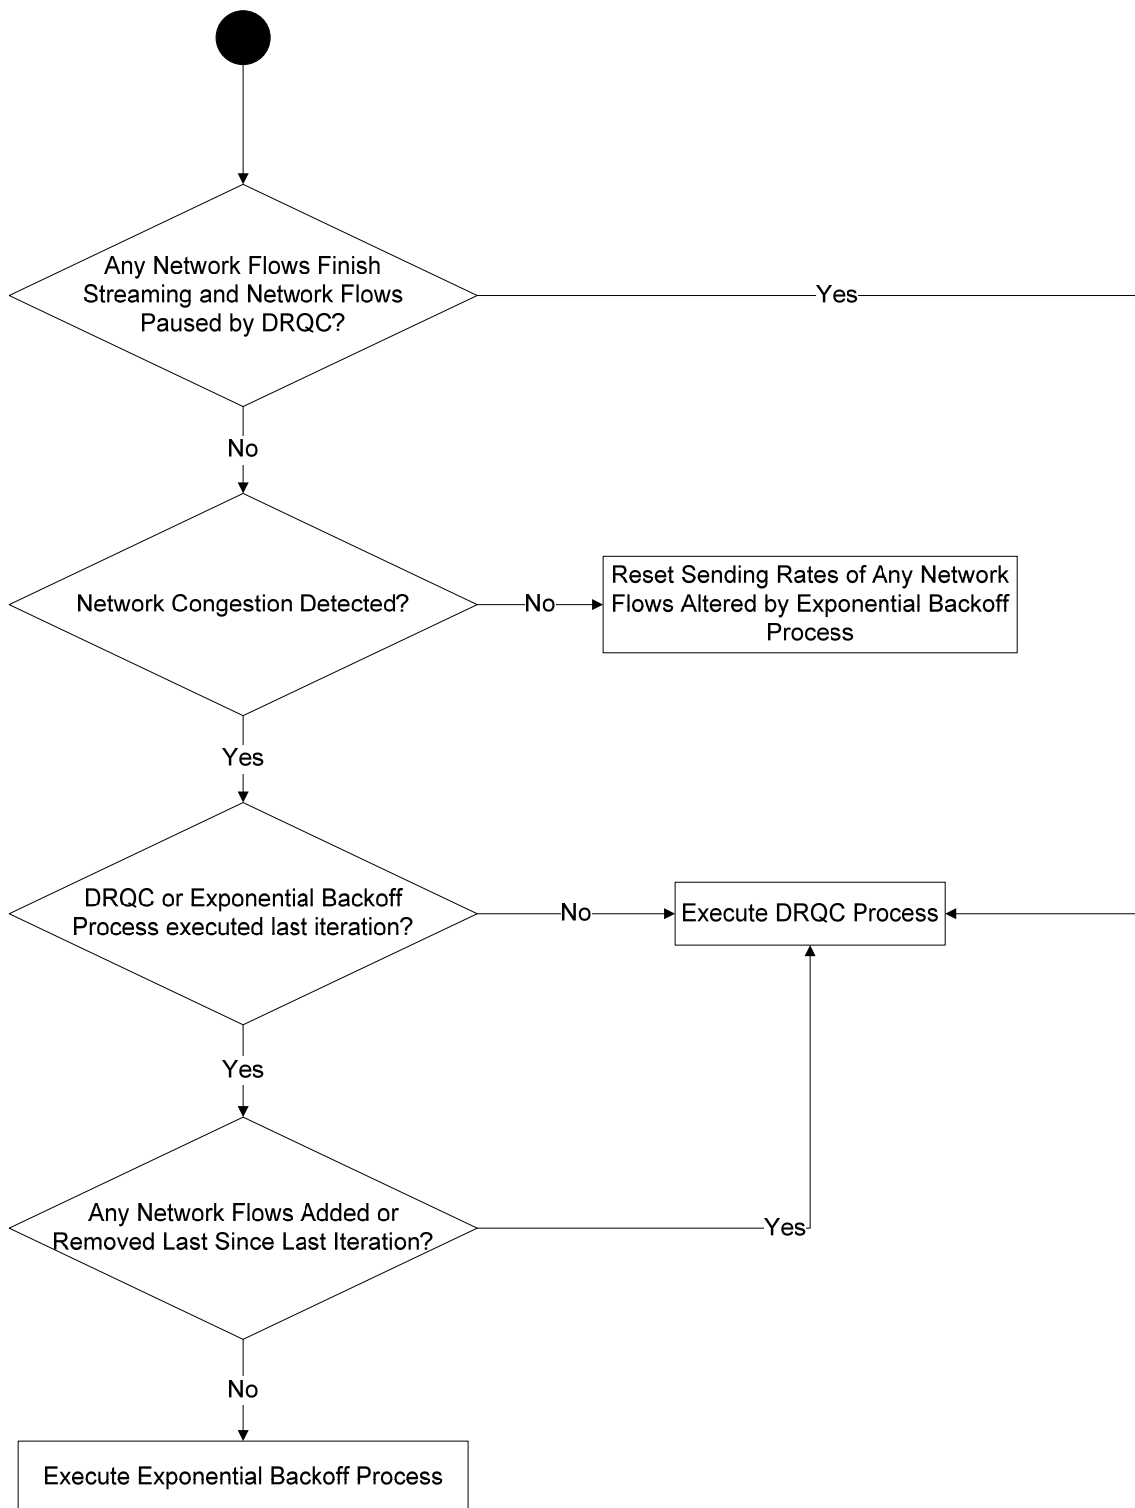 Any Network Flows Finish
Streaming and Network Flows
Paused by DRQC?
Yes
No
Network Congestion Detected?
No
Reset Sending Rates of Any Network
Flows Altered by Exponential Backoff
Process
Yes
DRQC or Exponential Backoff
Process executed last iteration?
No
Execute DRQC Process
Yes
Any Network Flows Added or
Removed Last Since Last Iteration?
Yes
No
Execute Exponential Backoff Process